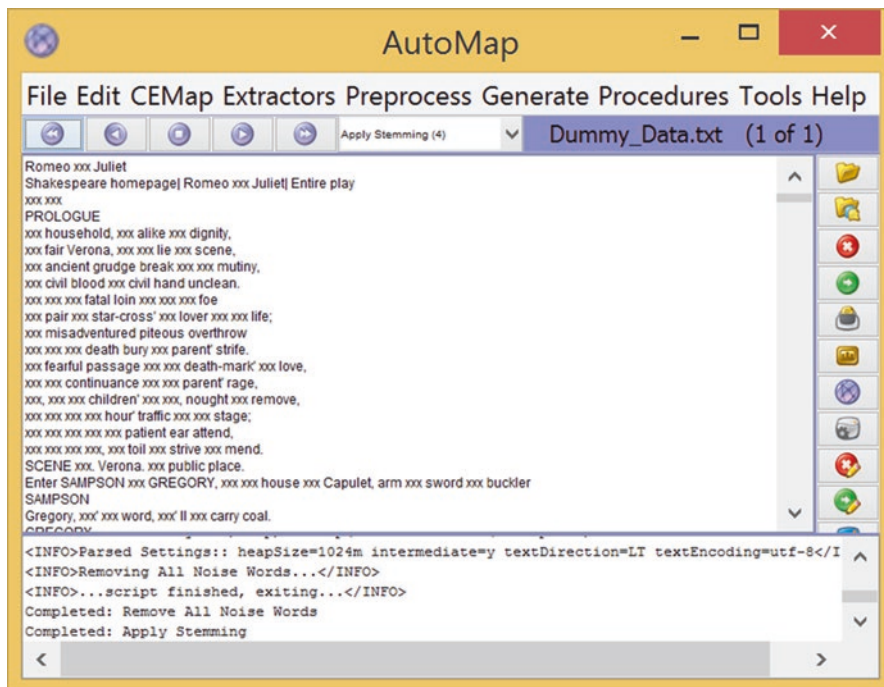 AutoMap
File Edit CEMap Extractors Preprocess Generate Procedures Tools Help
Apply Stemming (4) Dummy_Data.txt (1 of 1)
Romeo xxx Juliet
Shakespeare homepage| Romeo xxx Juliet| Entire play
xxx xxx
PROLOGUE
xxx household, xxx alike xxx dignity,
xxx fair Verona, xxx xxx lie xxx scene,
xxx ancient grudge break xxx xxx mutiny,
xxx civil blood xxx civil hand unclean.
xxx xxx xxx fatal loin xxx xxx xxx foe
xxx pair xxx star-cross' xxx lover xxx xxx life;
xxx misadventured piteous overthrow
xxx xxx xxx death bury xxx parent' strife.
xxx fearful passage xxx xxx death-mark' xxx love,
xxx xxx continuance xxx xxx parent' rage,
xxx, xxx xxx children' xxx xxx, nought xxx remove,
xxx xxx xxx xxx hour' traffic xxx xxx stage;
xxx xxx xxx xxx xxx patient ear attend,
xxx xxx xxx xxx, xxx toil xxx strive xxx mend.
SCENE xxx. Verona. xxx public place.
Enter SAMPSON xxx GREGORY, xxx xxx house xxx Capulet, arm xxx sword xxx buckler
SAMPSON
Gregory, xxx' xxx word, xxx' ll xxx carry coal.
GREGORY
<INFO>Parsed Settings:: heapSize=1024m intermediate=y textDirection=LT textEncoding=utf-8</I
<INFO>Removing All Noise Words...</INFO>
<INFO>...script finished, exiting...</INFO>
Completed: Remove All Noise Words
Completed: Apply Stemming